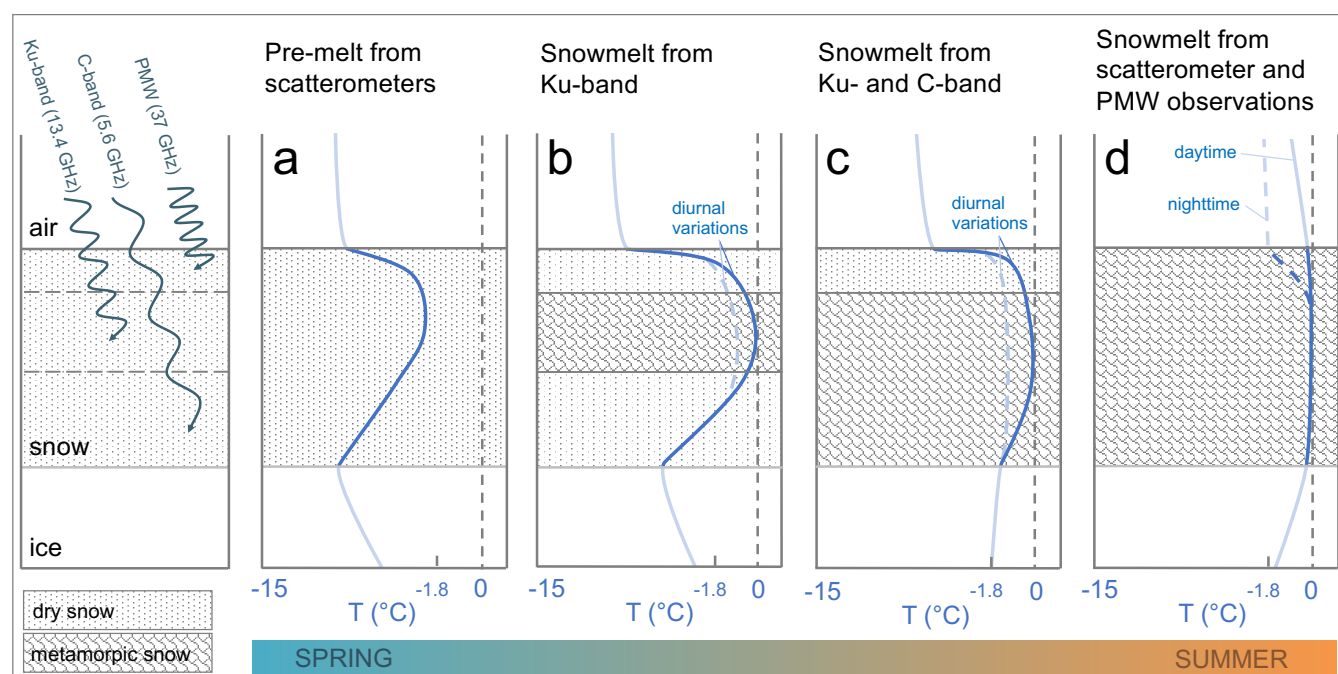 Ku-band (13.4 GHz)
C-band (5.6 GHz)
PMW (37 GHz)
air
snow
ice
dry snow
metamorpic snow
Pre-melt from
scatterometers
a
-15
-1.8
0
T (°C)
Snowmelt from
Ku-band
b
diurnal
variations
-15
-1.8
0
T (°C)
Snowmelt from
Ku- and C-band
c
diurnal
variations
-15
-1.8
0
T (°C)
Snowmelt from
scatterometer and
PMW observations
d
daytime
nighttime
-15
-1.8
0
T (°C)
SPRING
SUMMER